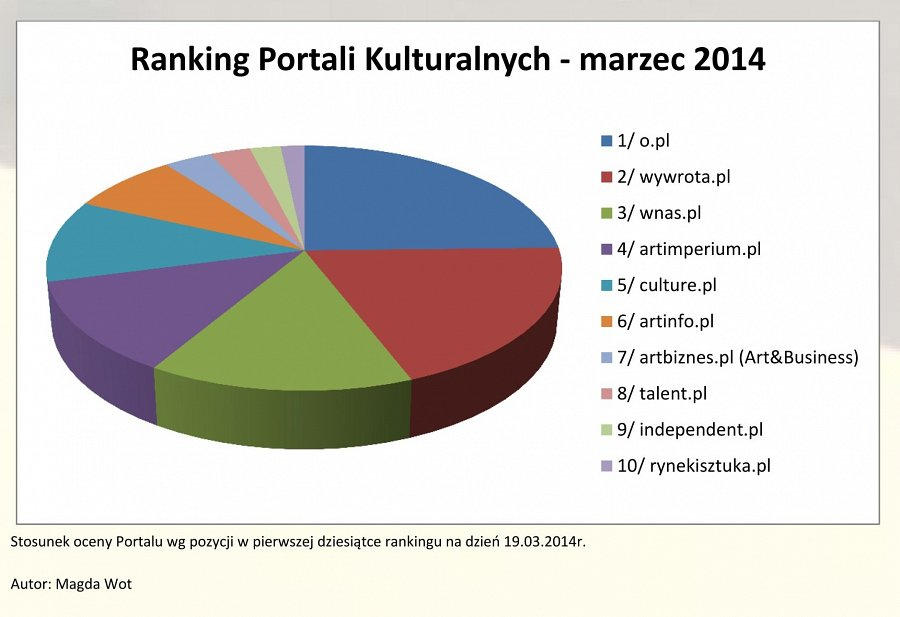 Ranking Portali Kulturalnych - marzec 2014
1/ o.pl
2/ wywrota.pl
3/ wnas.pl
4/ artimperium.pl
5/ culture.pl
6/ artinfo.pl
7/ artbiznes.pl (Art&Business)
8/ talent.pl
9/ independent.pl
10/ rynekisztuka.pl
Stosunek oceny Portalu wg pozycji w pierwszej dziesiątce rankingu na dzień 19.03.2014r.
Autor: Magda Wot